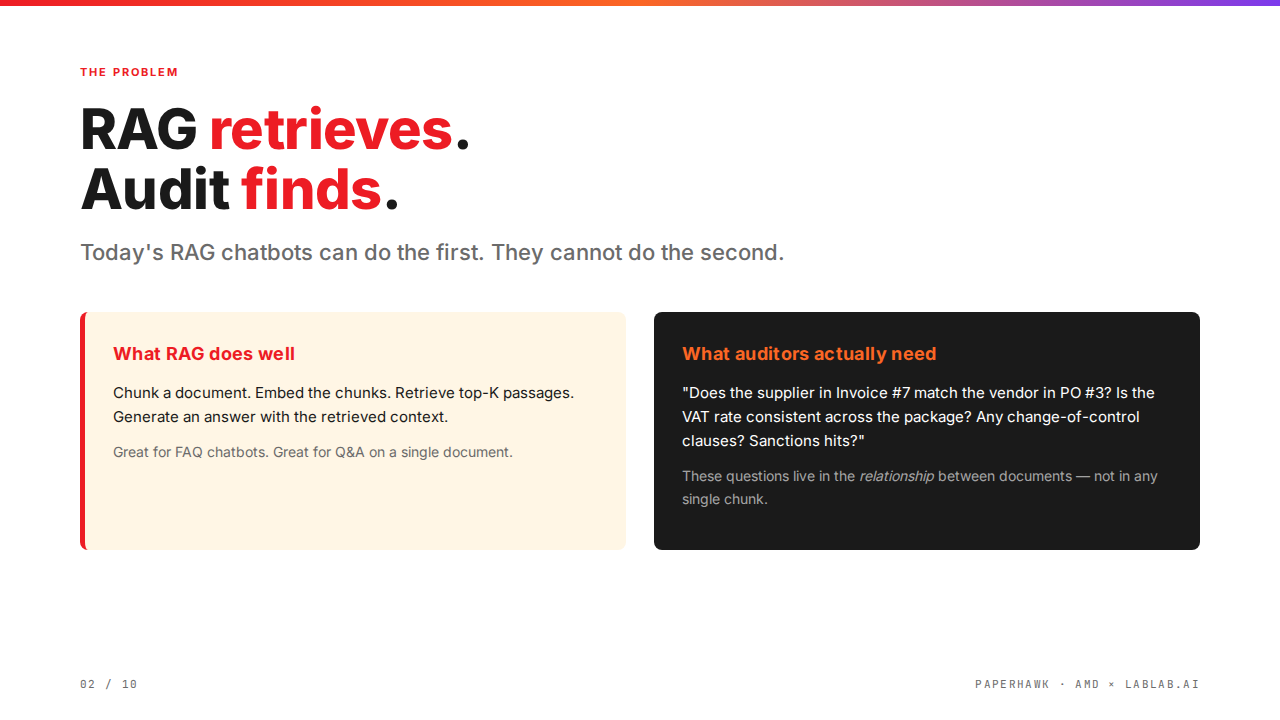 THE PROBLEM
RAG retrieves.
Audit finds.
Today's RAG chatbots can do the first. They cannot do the second.
What RAG does well
Chunk a document. Embed the chunks. Retrieve top-K passages.
Generate an answer with the retrieved context.
Great for FAQ chatbots. Great for Q&A on a single document.
What auditors actually need
"Does the supplier in Invoice #7 match the vendor in PO #3? Is the
VAT rate consistent across the package? Any change-of-control
clauses? Sanctions hits?"
These questions live in the relationship between documents — not in any
single chunk.
02 / 10
PAPERHAWK · AMD × LABLAB.AI